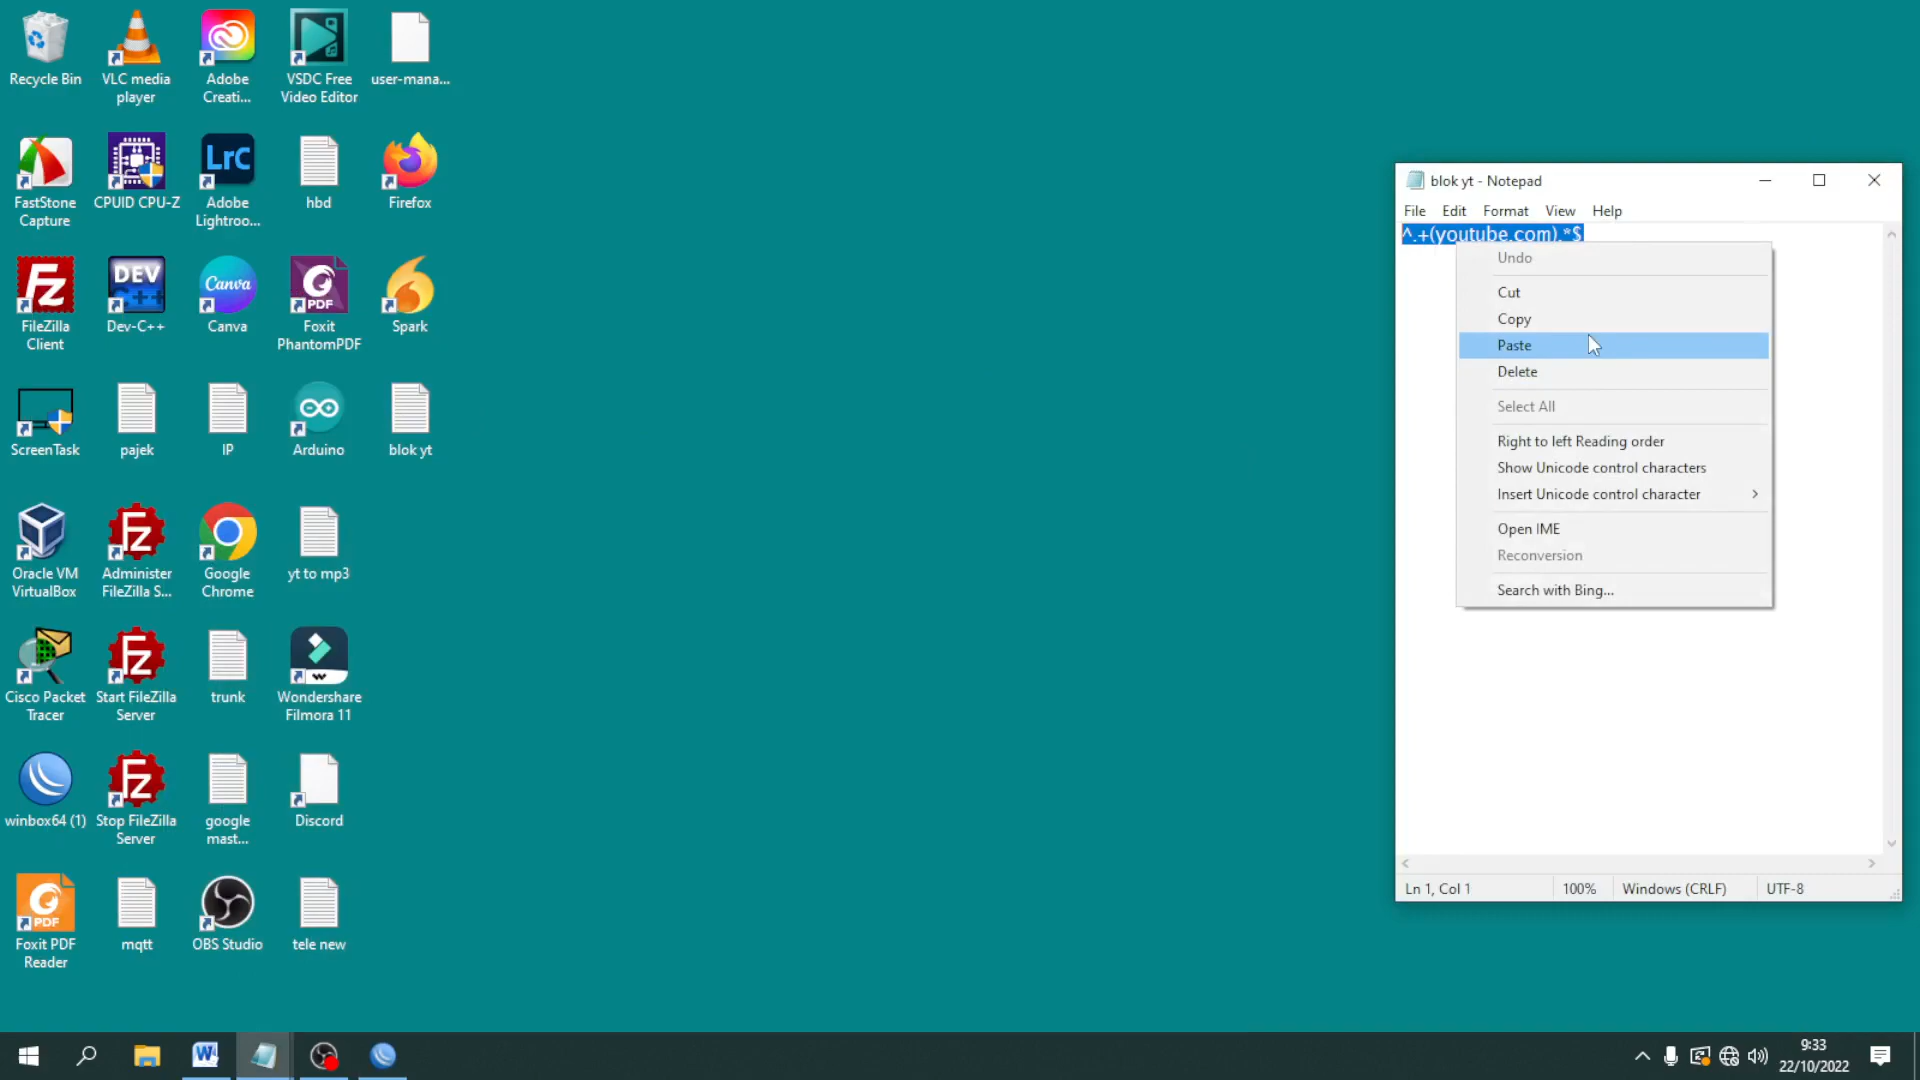 Recycle Bin
VLC media
player
Adobe
Creati...
VSDC Free
Video Editor
user-mana...
FastStone
Capture
CPUID CPU-Z
LrC
Adobe
Lightroo...
hbd
Firefox
FileZilla
Client
DEV
C++
Dev-C++
Canva
Canva
PDF
Foxit
PhantomPDF
Spark
ScreenTask
pajek
IP
Arduino
blok yt
Oracle VM
VirtualBox
Administer
FileZilla S...
Google
Chrome
yt to mp3
Cisco Packet
Tracer
Start FileZilla
Server
trunk
Wondershare
Filmora 11
winbox64 (1)
Stop FileZilla
Server
google
mast...
Discord
PDF
Foxit PDF
Reader
mqtt
OBS Studio
tele new
blok yt - Notepad
File Edit Format View Help
^.+(youtube.com).*$
Undo
Cut
Copy
Paste
Delete
Select All
Right to left Reading order
Show Unicode control characters
Insert Unicode control character
Open IME
Reconversion
Search with Bing...
Ln 1, Col 1 100% Windows (CRLF) UTF-8
9:33
22/10/2022